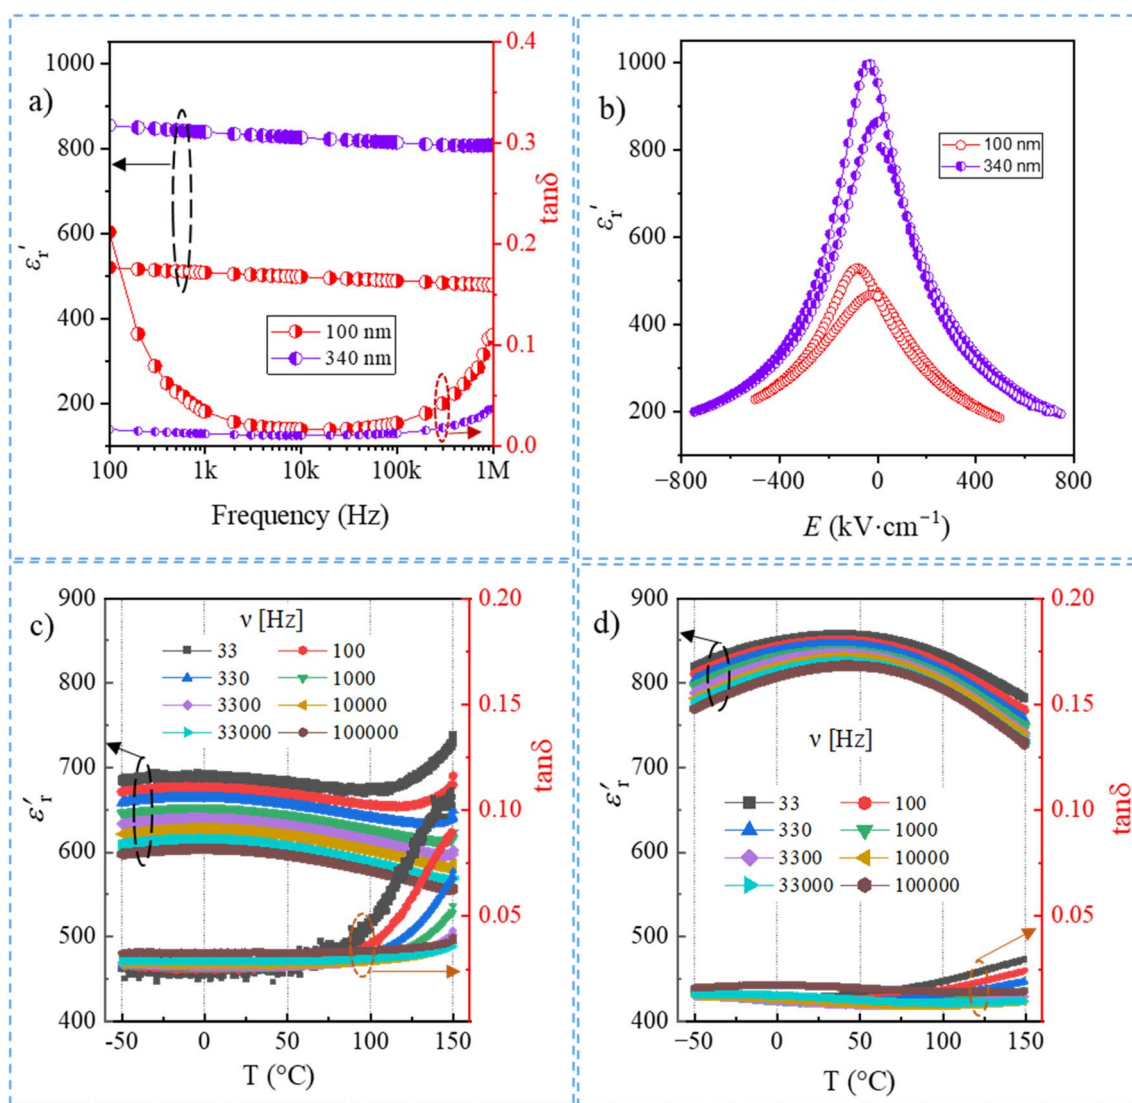 a)
1000
800
600
400
200
εr'
0.4
0.3
0.2
0.1
0.0
tanδ
100 nm
340 nm
100
1k
10k
100k
1M
Frequency (Hz)
b)
1000
800
600
400
200
εr'
100 nm
340 nm
−800
−400
0
400
800
E (kV·cm⁻¹)
c)
900
800
700
600
500
400
ε′r
ν [Hz]
33
100
330
1000
3300
10000
33000
100000
0.20
0.15
0.10
0.05
0.00
tanδ
-50
0
50
100
150
T (°C)
d)
900
800
700
600
500
400
ε′r
ν [Hz]
33
100
330
1000
3300
10000
33000
100000
0.20
0.15
0.10
0.05
0.00
tanδ
−50
0
50
100
150
T (°C)